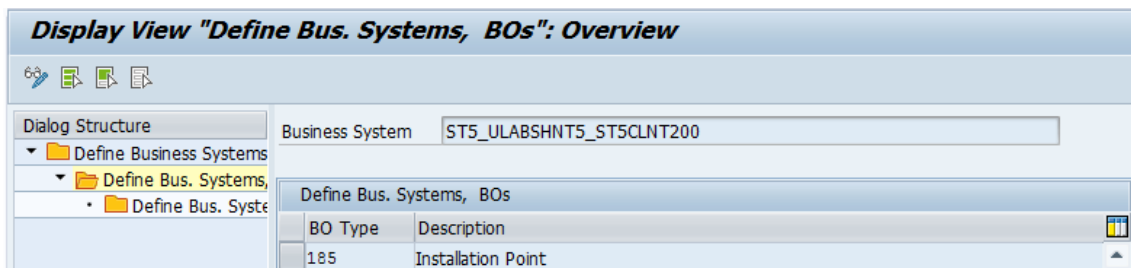 Display View "Define Bus. Systems, BOs": Overview
Dialog Structure
Define Business Systems
Define Bus. Systems,
Define Bus. Syste
Business System ST5_ULABSHNT5_ST5CLNT200
Define Bus. Systems, BOs
BO Type Description
185 Installation Point